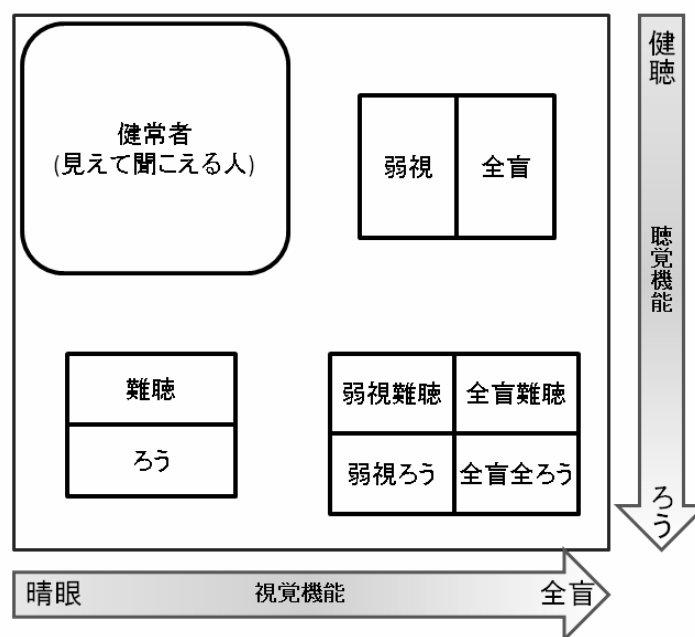 健常者
(見えて聞こえる人)
弱視
全盲
難聴
ろう
弱視難聴
全盲難聴
弱視ろう
全盲全ろう
健聴
聴覚機能
ろう
晴眼
視覚機能
全盲